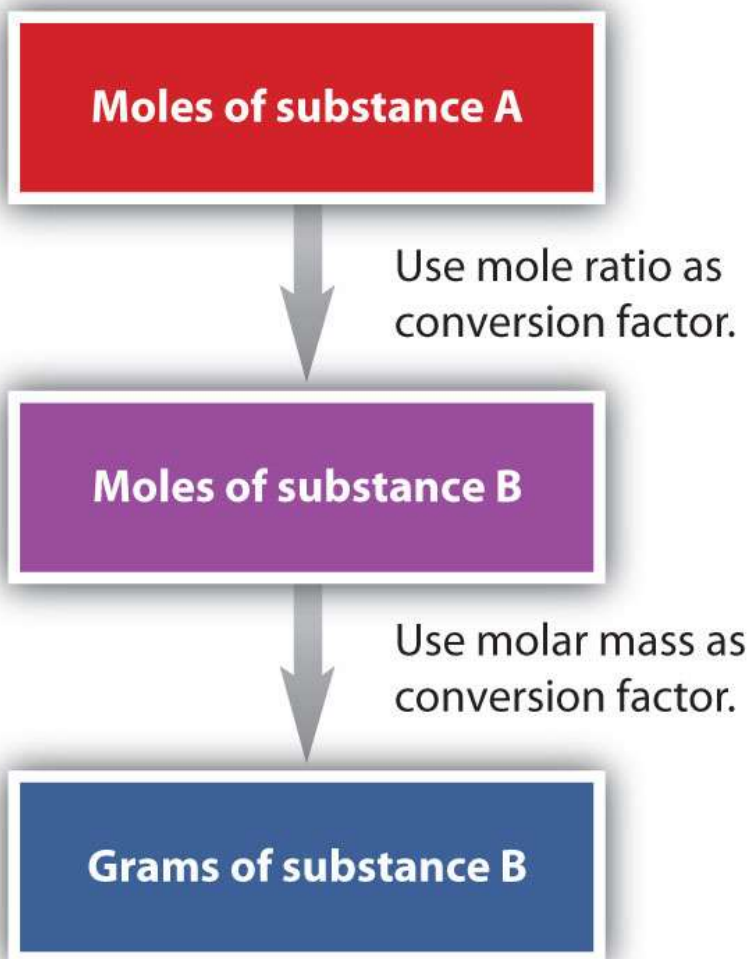 Moles of substance A
Use mole ratio as
conversion factor.
Moles of substance B
Use molar mass as
conversion factor.
Grams of substance B